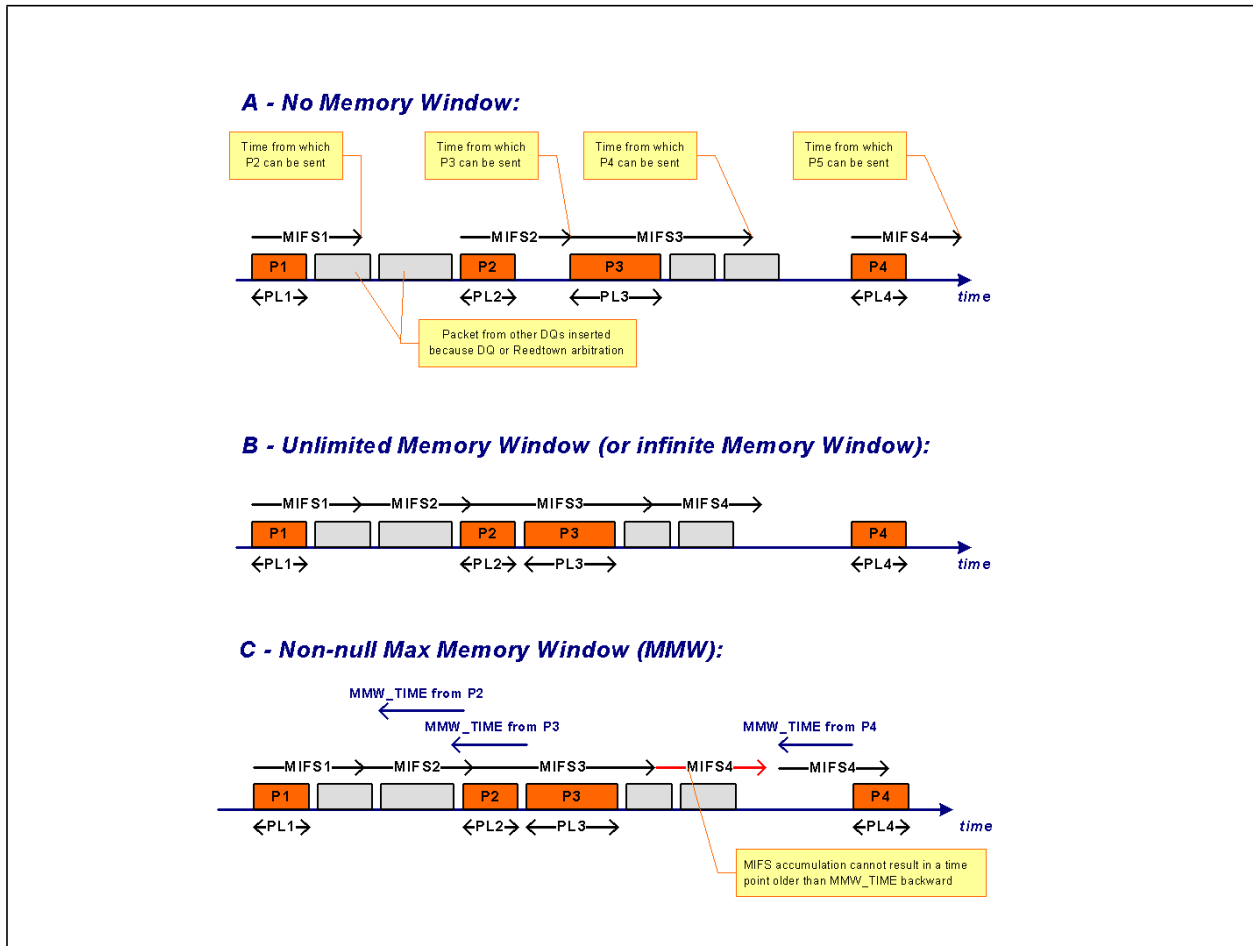 A - No Memory Window:
Time from which
P2 can be sent
Time from which
P3 can be sent
Time from which
P4 can be sent
Time from which
P5 can be sent
MIFS1
MIFS2
MIFS3
MIFS4
P1
P2
P3
P4
PL1
PL2
PL3
PL4
time
Packet from other DQs inserted
because DQ or Reedtown arbitration
B - Unlimited Memory Window (or infinite Memory Window):
MIFS1
MIFS2
MIFS3
MIFS4
P1
P2
P3
P4
PL1
PL2
PL3
PL4
time
C - Non-null Max Memory Window (MMW):
MMW_TIME from P2
MMW_TIME from P3
MMW_TIME from P4
MIFS1
MIFS2
MIFS3
MIFS4
MIFS4
P1
P2
P3
P4
PL1
PL2
PL3
PL4
time
MIFS accumulation cannot result in a time
point older than MMW_TIME backward